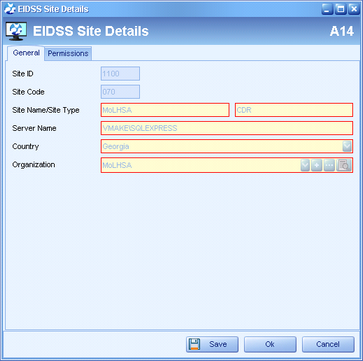 EIDSS Site Details
EIDSS Site Details A14
General Permissions
Site ID 1100
Site Code 070
Site Name/Site Type MoLHSA CDR
Server Name VMAKE\SQLEXPRESS
Country Georgia
Organization MoLHSA
Save Ok Cancel